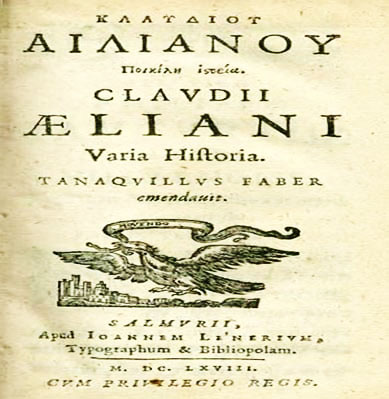 ΚΛΑΥΔΙΟΥ
ΑΙΛΙΑΝΟΥ
Ποικίλη ἱστορία.
CLAVDII
ÆLIANI
Varia Historia.
TANAQVILLVS FABER
emendauit.
SALMVRII,
Apud IOANNEM LENERIVM,
Typographum & Bibliopolam.
M. DC. LXVIII.
CVM PRIVILEGIO REGIS.